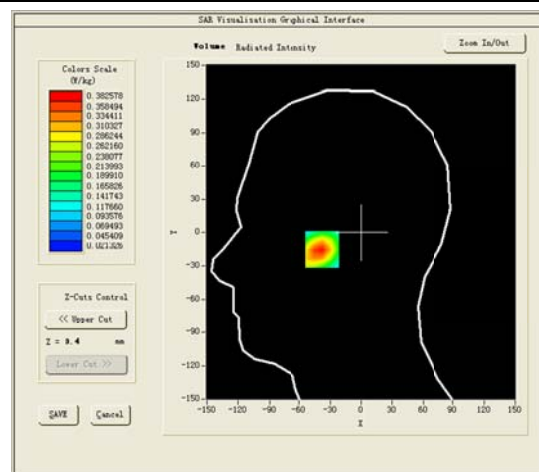 SAR Visualisation Graphical Interface
Volume Radiated Intensity
Zoom In/Out
Colors Scale
(W/kg)
0.382578
0.358494
0.334411
0.310327
0.286244
0.262160
0.238077
0.213993
0.189910
0.165826
0.141743
0.117660
0.093576
0.069493
0.045409
0.021326
150
120
90
60
30
0
-30
-60
-90
-120
-150
Y
-150 -120 -90 -60 -30 0 30 60 90 120 150
X
Z-Cuts Control
<< Upper Cut
Z = 9.4 mm
Lower Cut >>
SAVE Cancel